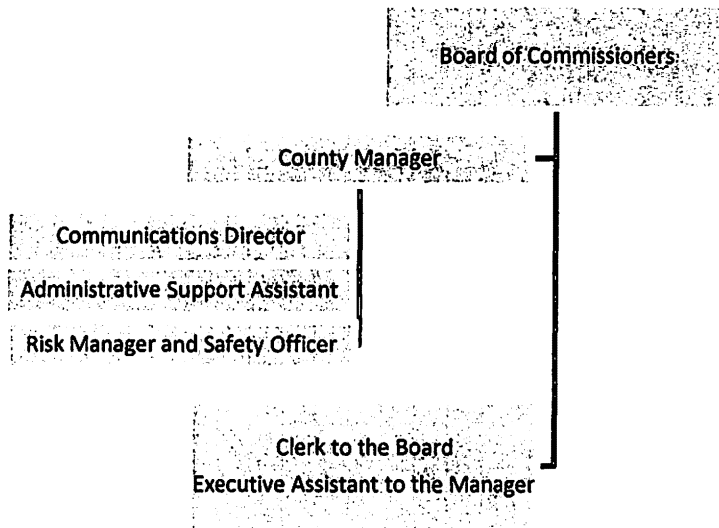 Board of Commissioners
County Manager
Communications Director
Administrative Support Assistant
Risk Manager and Safety Officer
Clerk to the Board
Executive Assistant to the Manager